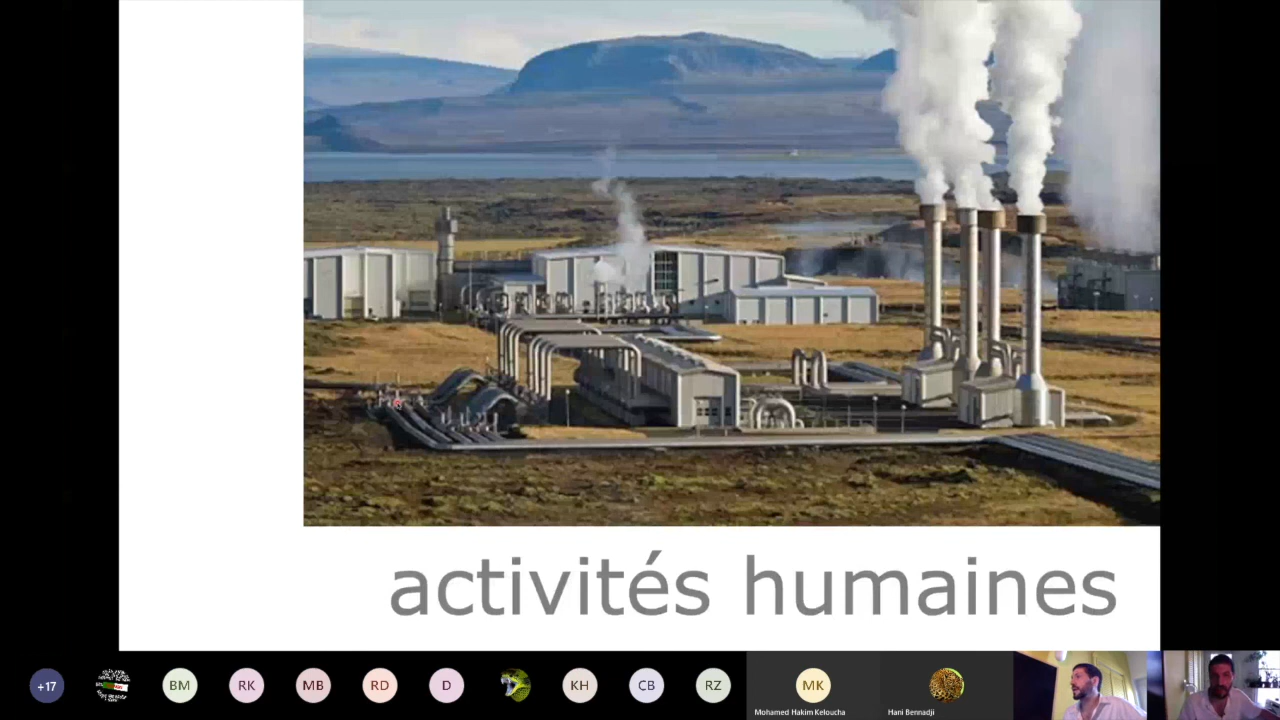 activités humaines
+17
BM
RK
MB
RD
D
KH
CB
RZ
MK
Mohamed Hakim Keloucha
Hani Bennadji